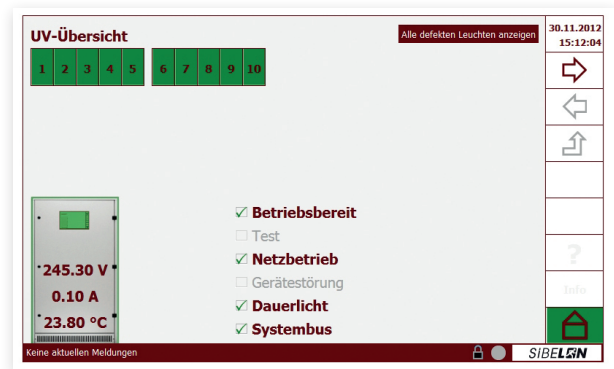 UV-Übersicht
Alle defekten Leuchten anzeigen
30.11.2012
15:12:04
1 2 3 4 5 6 7 8 9 10
Betriebsbereit
Test
Netzbetrieb
Gerätestörung
Dauerlicht
Systembus
245.30 V
0.10 A
23.80 °C
?
Info
Keine aktuellen Meldungen
SIBELON